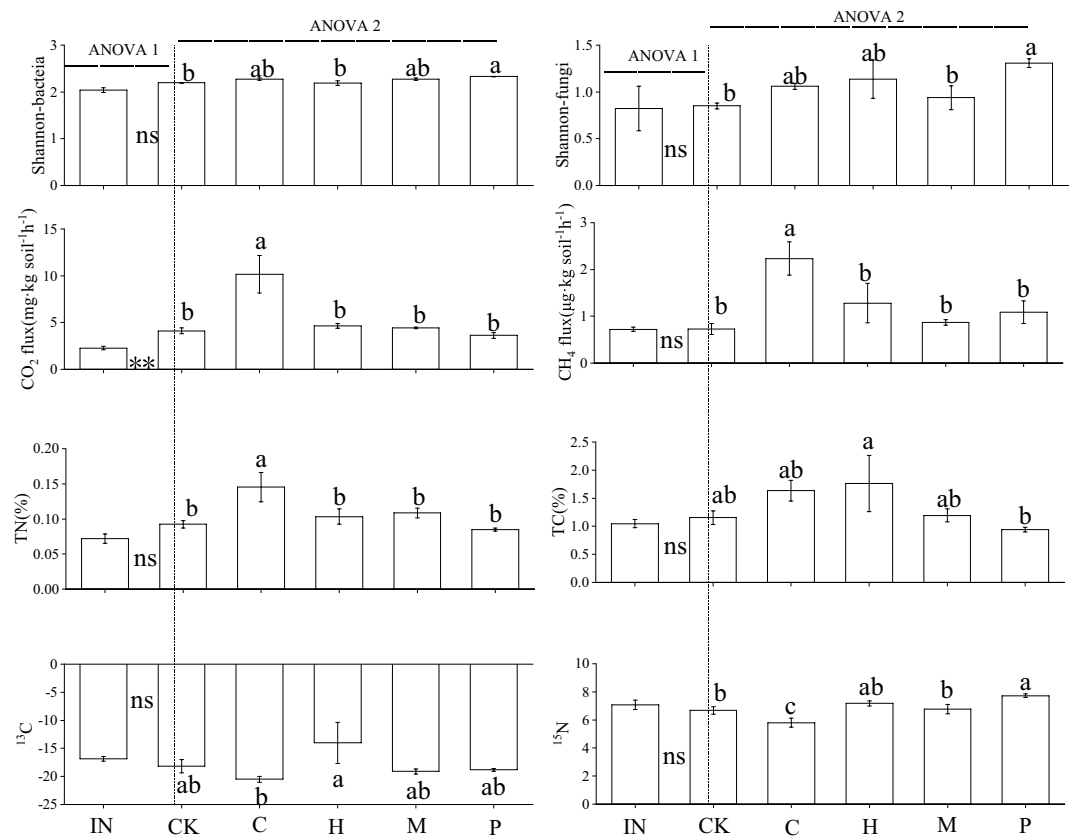 ANOVA 1
ANOVA 2
Shannon-bacteia
3
2
1
0
ns
b
ab
b
ab
a
ANOVA 1
ANOVA 2
Shannon-fungi
1.5
1.0
0.5
0.0
ns
b
ab
ab
b
a
CO2 flux(mg·kg soil-1h-1)
15
10
5
0
**
b
a
b
b
b
CH4 flux(μg·kg soil-1h-1)
3
2
1
0
ns
b
a
b
b
b
TN(%)
0.20
0.15
0.10
0.05
0.00
ns
b
a
b
b
b
TC(%)
2.5
2.0
1.5
1.0
0.5
0.0
ns
ab
ab
a
ab
b
13C
0
-5
-10
-15
-20
-25
ns
ab
b
a
ab
ab
IN CK C H M P
15N
10
8
6
4
2
0
ns
b
c
ab
b
a
IN CK C H M P